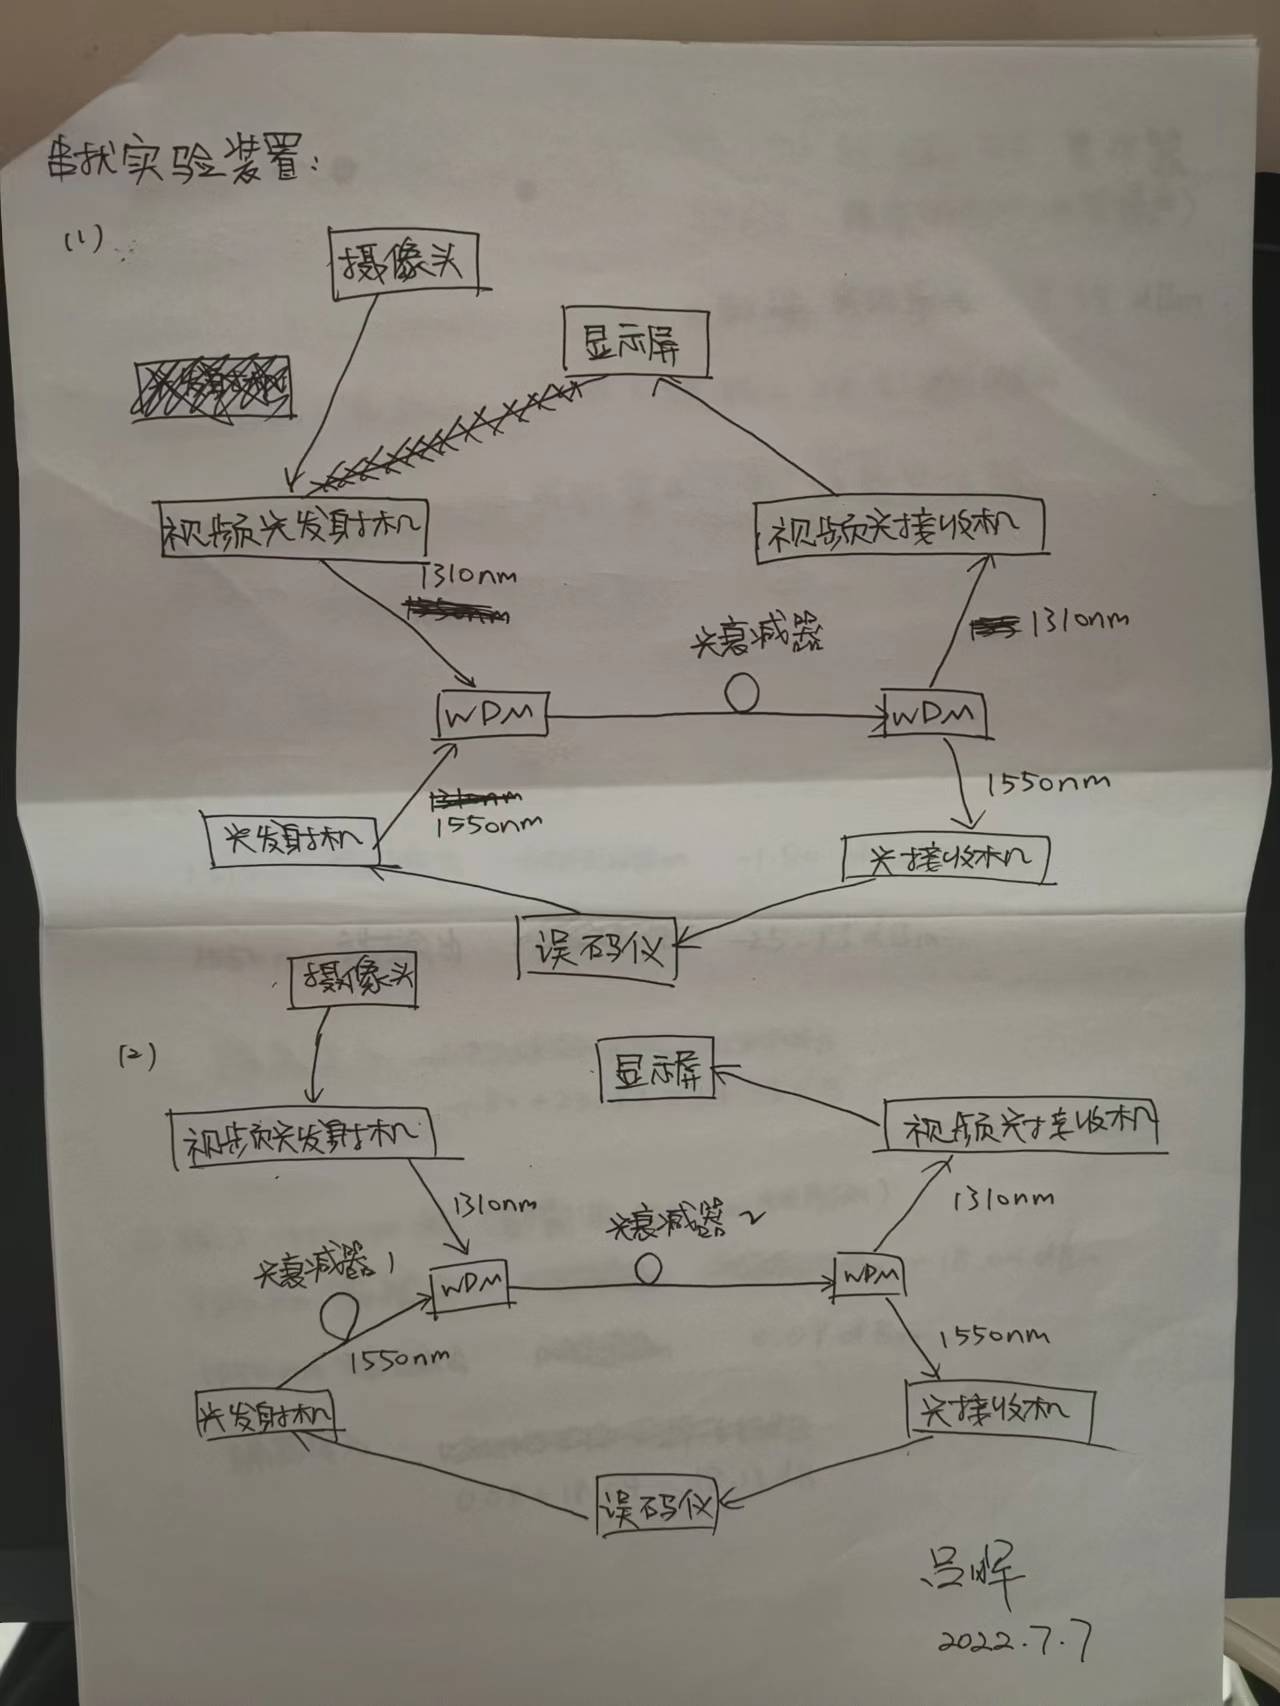 串扰实验装置:
(1)
摄像头
显示屏
视频光发射机
视频光接收机
1310nm
光衰减器
1310nm
WDM
WDM
1550nm
1550nm
光发射机
光接收机
误码仪
摄像头
(2)
显示屏
视频光发射机
视频光接收机
1310nm
1310nm
光衰减器2
光衰减器1
WDM
WDM
1550nm
1550nm
光发射机
光接收机
误码仪
吕晖
2022.7.7